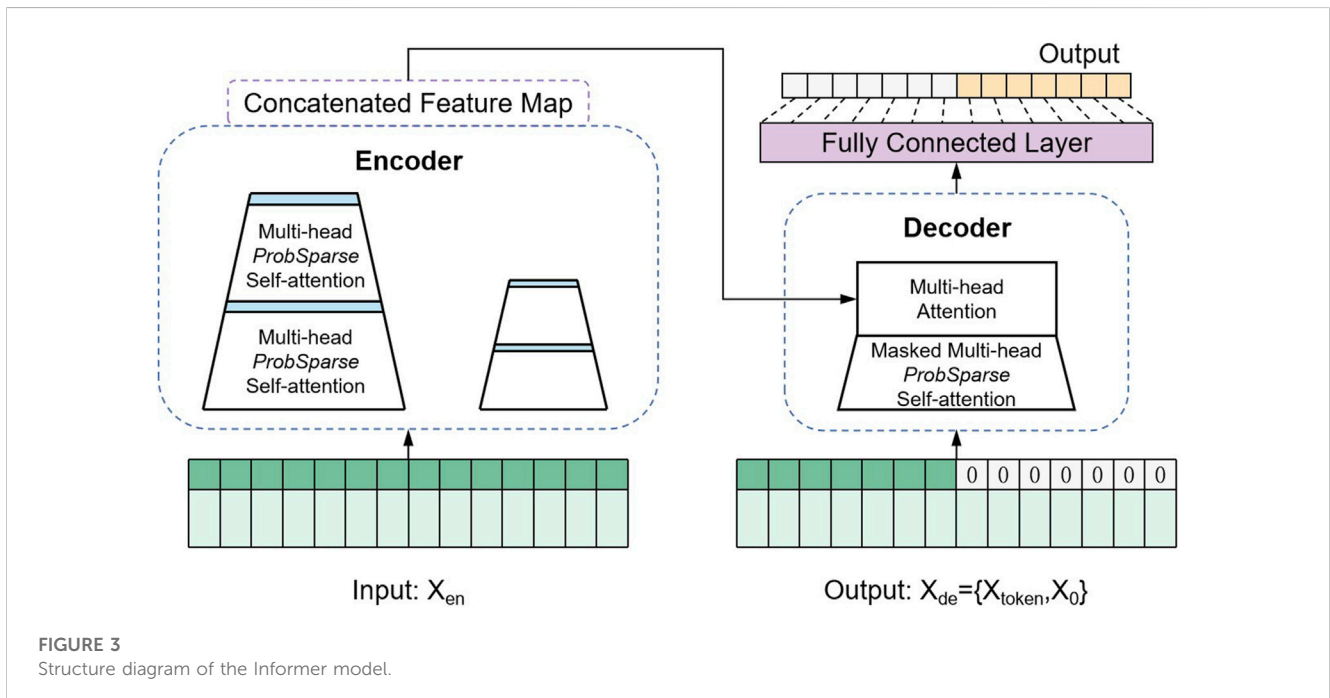 Output
Concatenated Feature Map
Fully Connected Layer
Encoder
Decoder
Multi-head
ProbSparse
Self-attention
Multi-head
ProbSparse
Self-attention
Multi-head
Attention
Masked Multi-head
ProbSparse
Self-attention
0 0 0 0 0 0 0
Input: Xen
Output: Xde={Xtoken,X0}
FIGURE 3
Structure diagram of the Informer model.